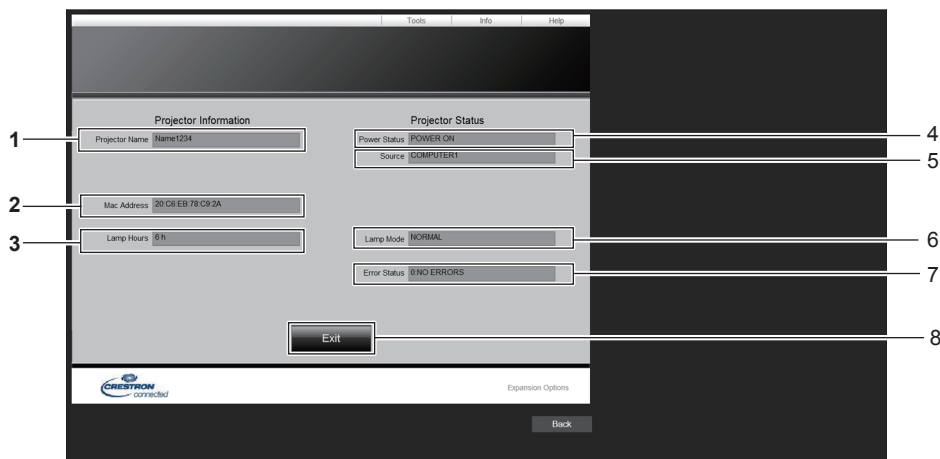 Tools Info Help
Projector Information Projector Status
1 Projector Name Name1234 Power Status POWER ON 4
Source COMPUTER1 5
2 Mac Address 20:C6:EB:78:C9:2A
3 Lamp Hours 6 h Lamp Mode NORMAL 6
Error Status 0:NO ERRORS 7
Exit 8
CRESTRON
connected Expansion Options
Back